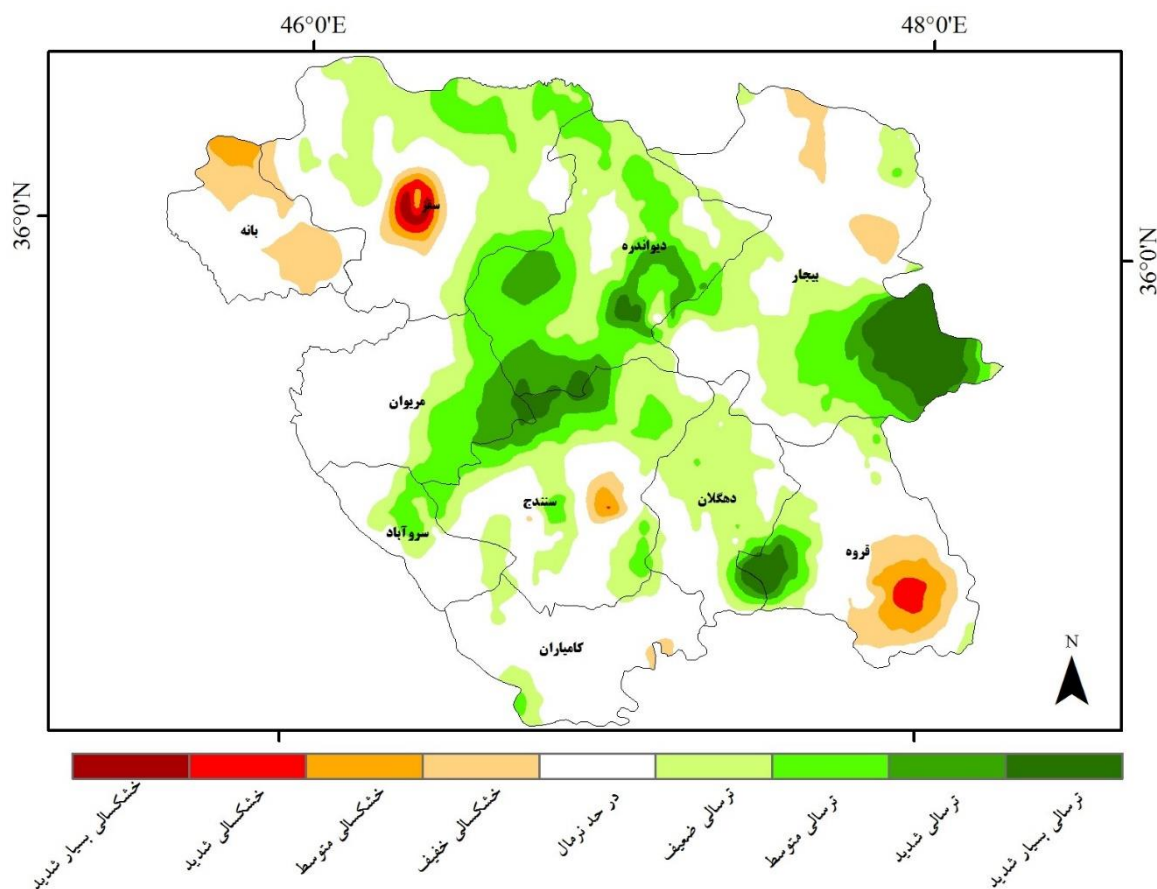 46°0'E
48°0'E
36°0'N
36°0'N
سقز
بانه
دیواندره
بیجار
مریوان
سنندج
دهگلان
سروآباد
قروه
کامیاران
N
خشکسالی بسیار شدید
خشکسالی شدید
خشکسالی متوسط
خشکسالی خفیف
در حد نرمال
ترسالی ضعیف
ترسالی متوسط
ترسالی شدید
ترسالی بسیار شدید